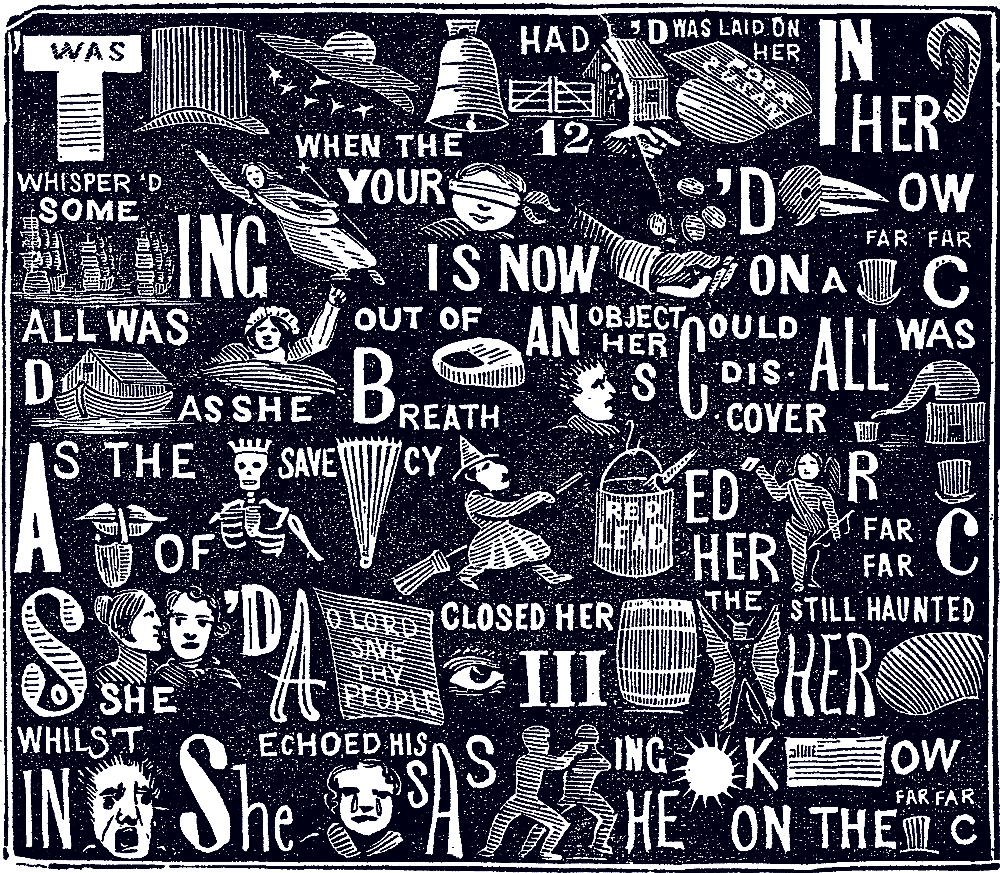 'T WAS
HAD
12
'D WAS LAID ON HER
IN HER
WHEN THE
WHISPER 'D SOME
ING
YOUR
IS NOW
'D
OW
ON A
FAR FAR
C
ALL WAS
D
AS SHE
OUT OF
BREATH
AN OBJECT HER
S
COULD
DIS-
COVER
ALL WAS
AS THE
OF
SAVE
CY
RED LEAD
ED
HER
R
FAR
FAR
C
S
SHE
'D A
O LORD
SAVE
THY
PEOPLE
CLOSED HER
III
THE
STILL HAUNTED
HER
WHILST
IN
She
ECHOED HIS
S
AS
ING
HE
K
OW
ON THE
FAR FAR
C